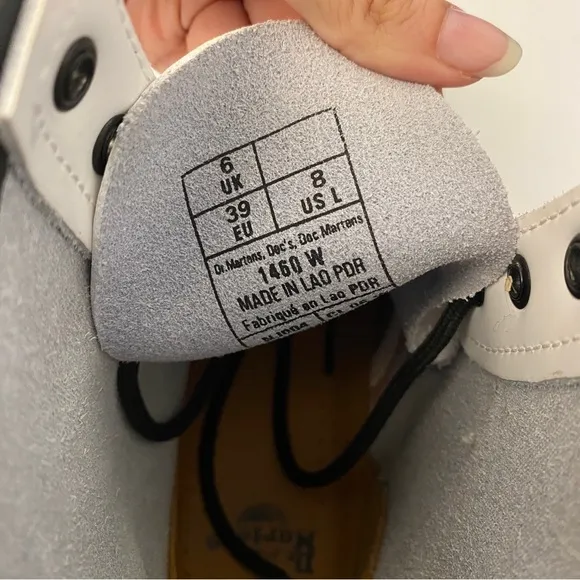 6
UK
39
EU
8
US L
Dr.Martens, Doc's, Doc Martens
1460 W
MADE IN LAO PDR
Fabriqué en Lao PDR